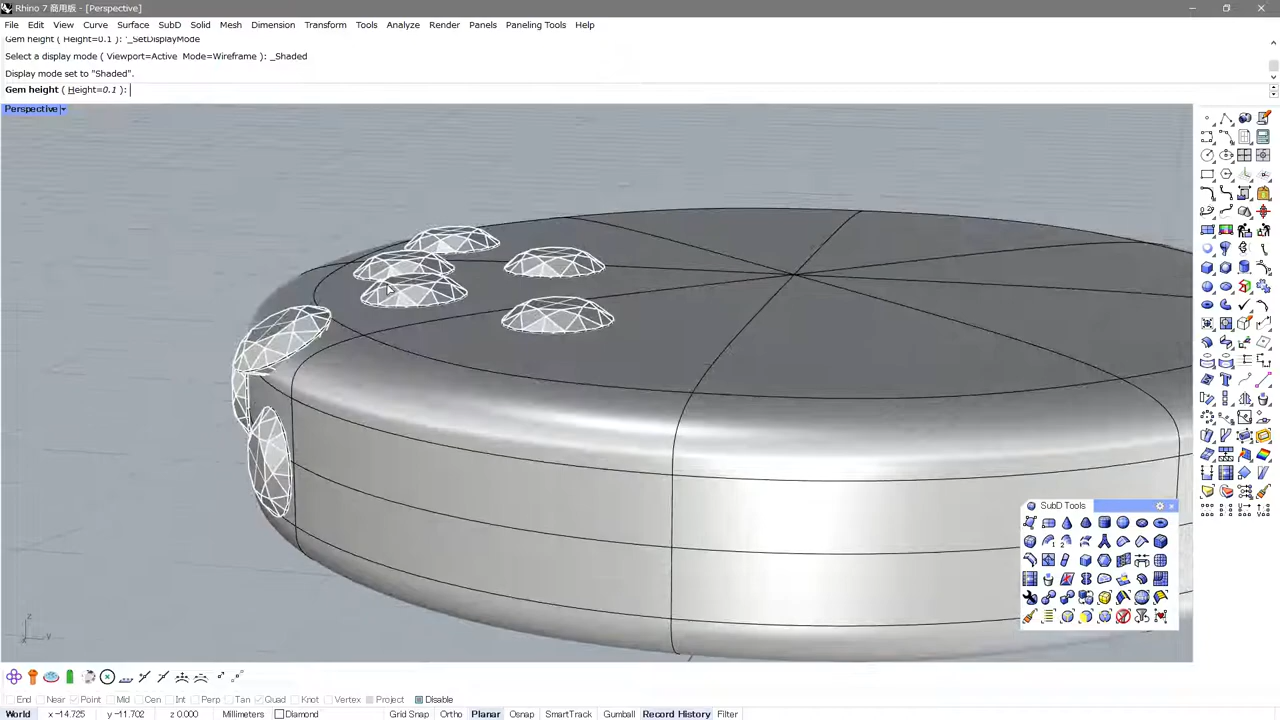 Rhino 7 商用版 - [Perspective]
File Edit View Curve Surface Solid SubD Mesh Dimension Transform Tools Analyze Render Panels Paneling Tools Help
Gem height ( Height=0.1 ): '_SetDisplayMode
Select a display mode ( Viewport=Active Mode=Wireframe ): _Shaded
Display mode set to "Shaded".
Gem height ( Height=0.1 ):
Perspective
SubD Tools
z
y
End Near Point Mid Cen Int Perp Tan Quad Knot Vertex Project Disable
World x -14.725 y -11.702 z 0.000 Millimeters Diamond Grid Snap Ortho Planar Osnap SmartTrack Gumball Record History Filter